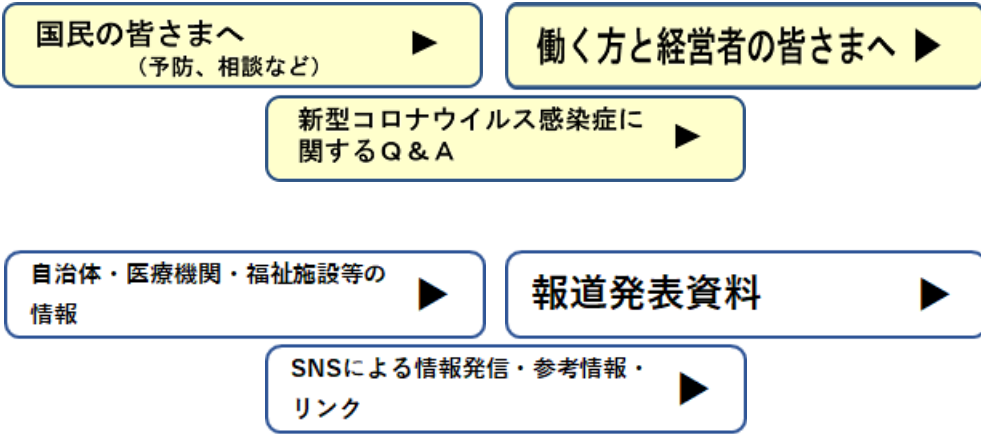 国民の皆さまへ
(予防、相談など)
▶
働く方と経営者の皆さまへ ▶
新型コロナウイルス感染症に
関するQ&A
▶
自治体・医療機関・福祉施設等の
情報
▶
報道発表資料 ▶
SNSによる情報発信・参考情報・
リンク
▶